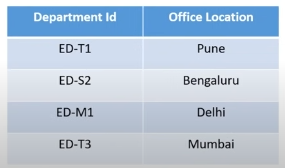 Department Id Office Location
ED-T1 Pune
ED-S2 Bengaluru
ED-M1 Delhi
ED-T3 Mumbai